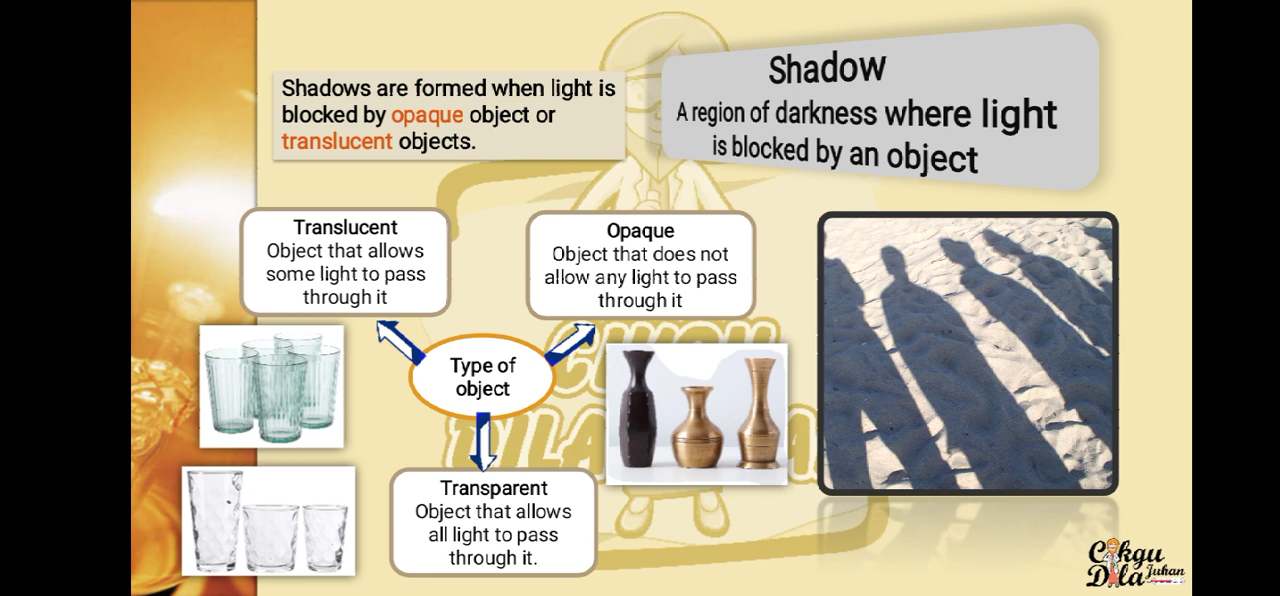 Shadows are formed when light is
blocked by opaque object or
translucent objects.
Shadow
A region of darkness where light
is blocked by an object
Translucent
Object that allows
some light to pass
through it
Opaque
Object that does not
allow any light to pass
through it
Type of
object
Transparent
Object that allows
all light to pass
through it.
Cikgu
Dila Juhan